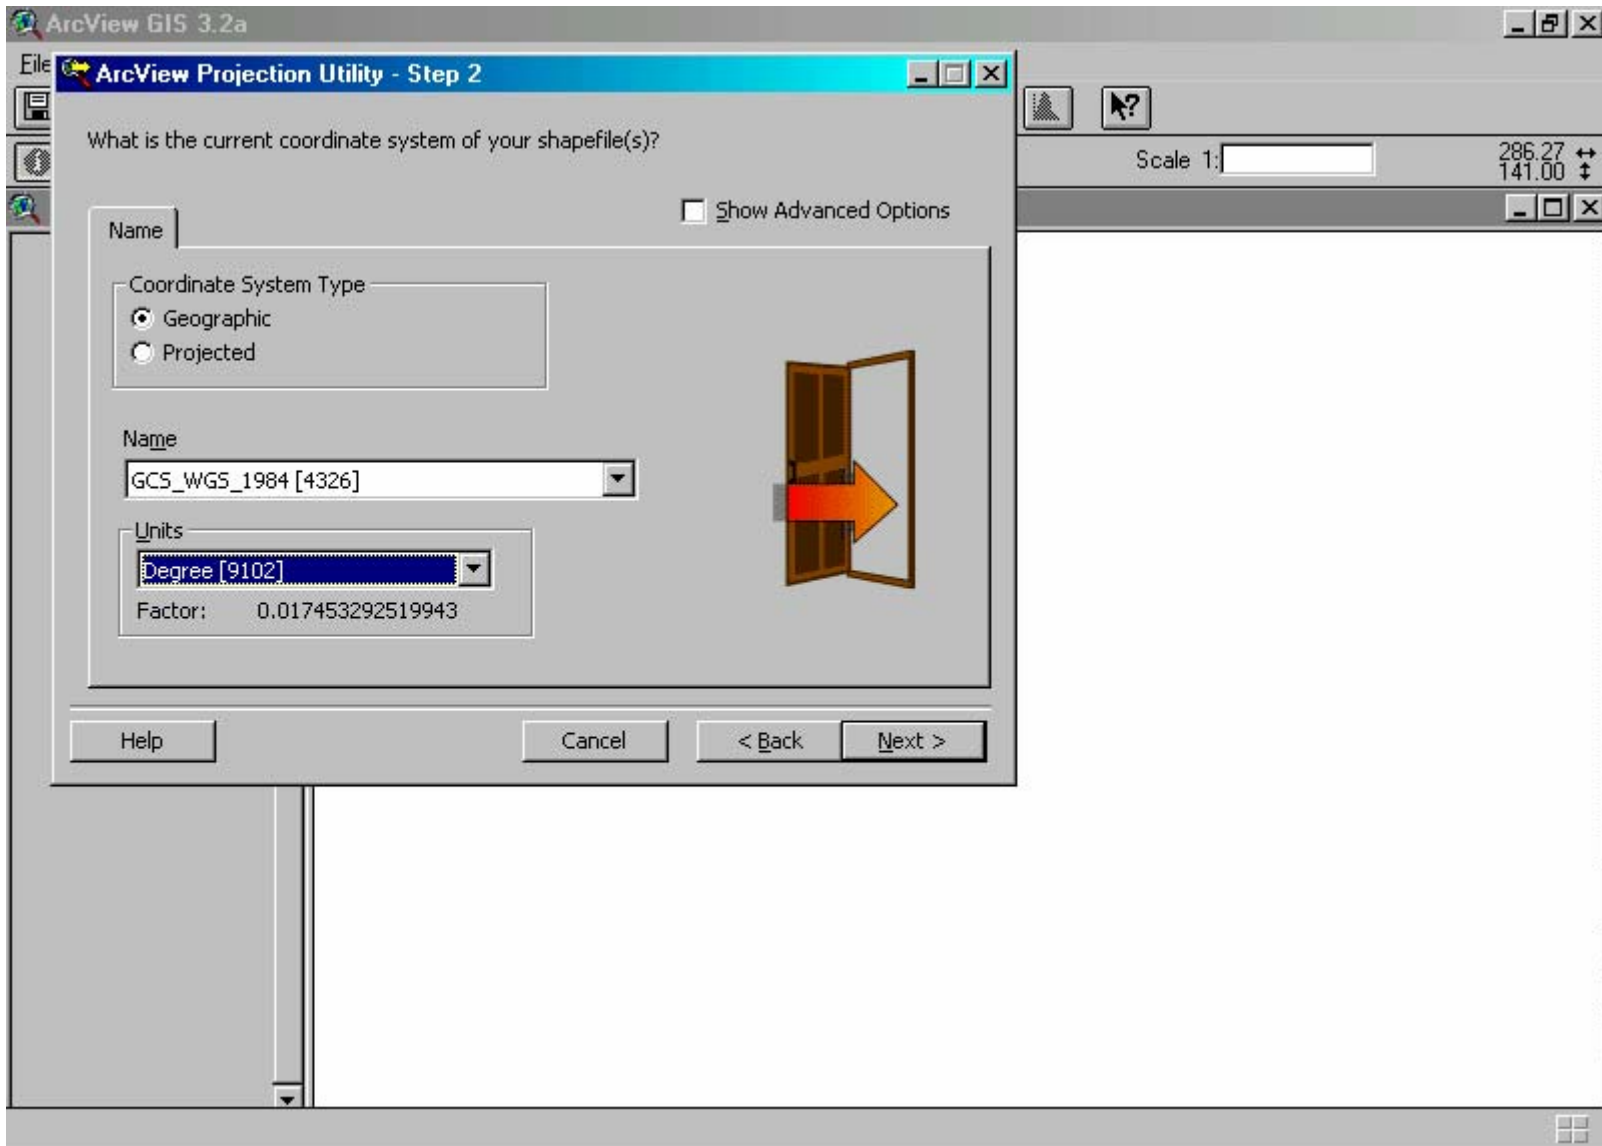 ArcView GIS 3.2a
File
ArcView Projection Utility - Step 2
What is the current coordinate system of your shapefile(s)?
Scale 1:
286.27
141.00
Show Advanced Options
Name
Coordinate System Type
Geographic
Projected
Name
GCS_WGS_1984 [4326]
Units
Degree [9102]
Factor: 0.017453292519943
Help
Cancel
< Back
Next >